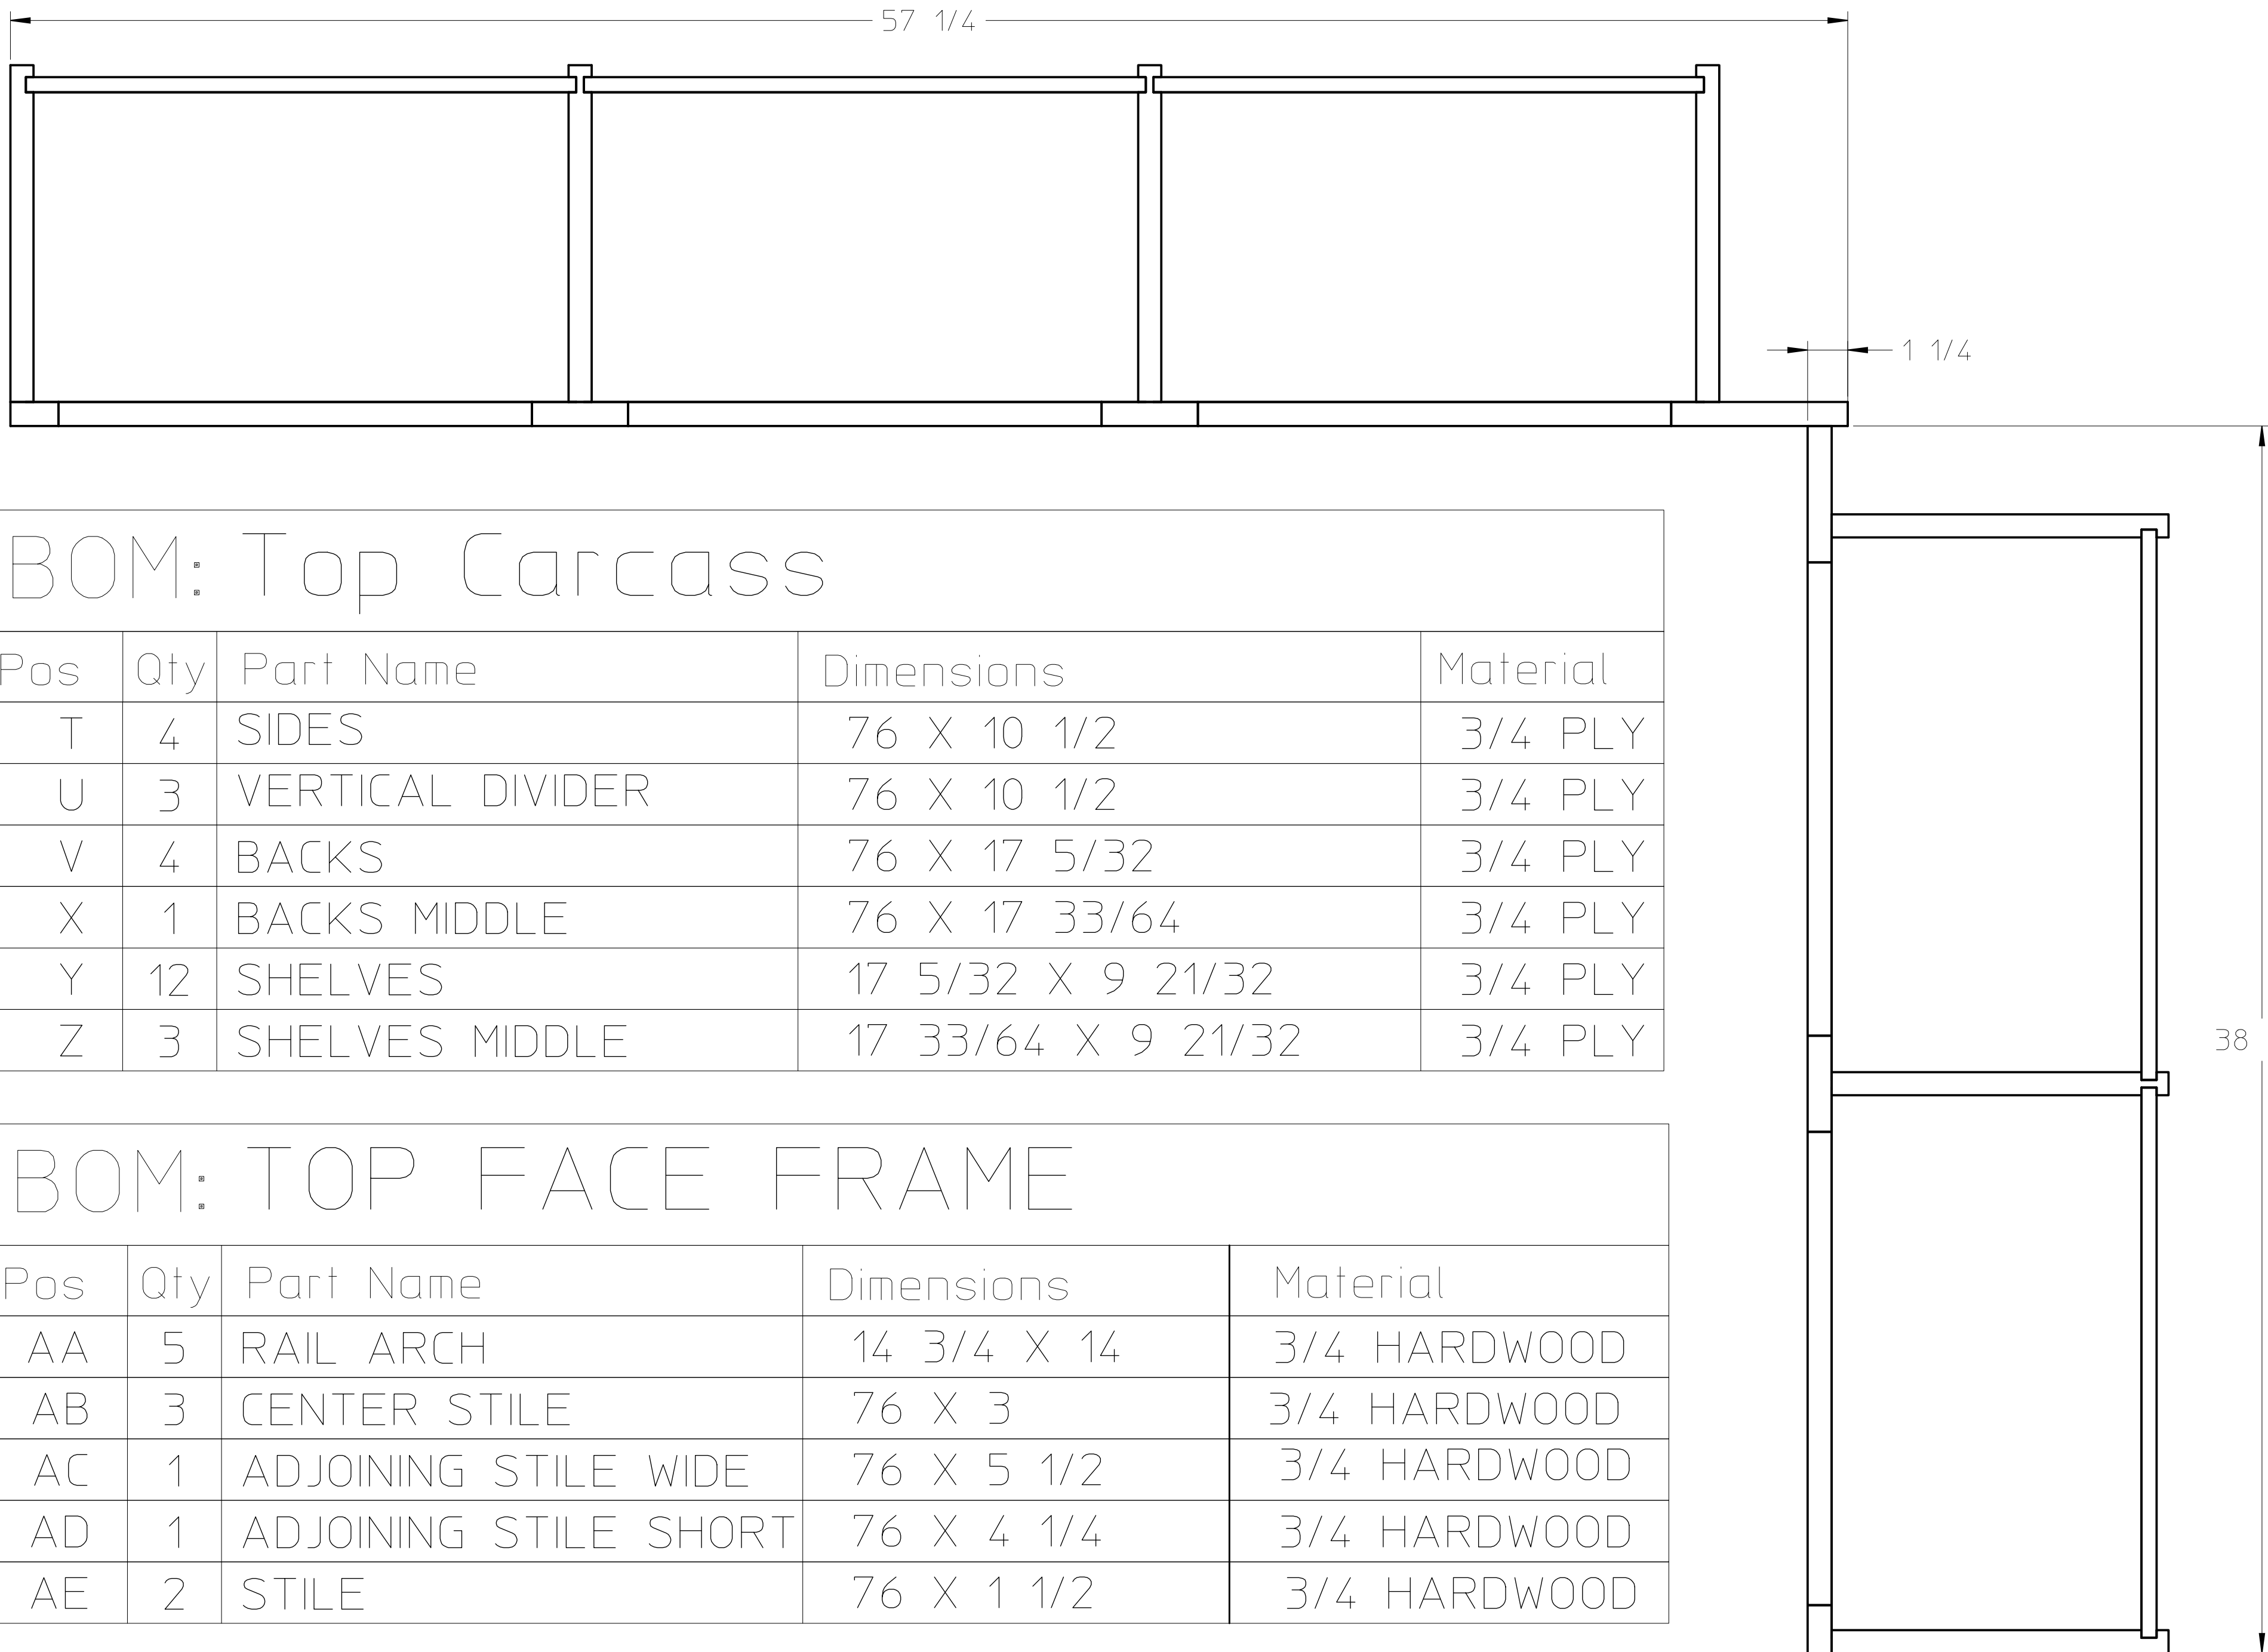 57 1/4
1 1/4
BOM: Top Carcass
Pos Qty Part Name Dimensions Material
T 4 SIDES 76 X 10 1/2 3/4 PLY
U 3 VERTICAL DIVIDER 76 X 10 1/2 3/4 PLY
V 4 BACKS 76 X 17 5/32 3/4 PLY
X 1 BACKS MIDDLE 76 X 17 33/64 3/4 PLY
Y 12 SHELVES 17 5/32 X 9 21/32 3/4 PLY
Z 3 SHELVES MIDDLE 17 33/64 X 9 21/32 3/4 PLY
38
BOM: TOP FACE FRAME
Pos Qty Part Name Dimensions Material
AA 5 RAIL ARCH 14 3/4 X 14 3/4 HARDWOOD
AB 3 CENTER STILE 76 X 3 3/4 HARDWOOD
AC 1 ADJOINING STILE WIDE 76 X 5 1/2 3/4 HARDWOOD
AD 1 ADJOINING STILE SHORT 76 X 4 1/4 3/4 HARDWOOD
AE 2 STILE 76 X 1 1/2 3/4 HARDWOOD